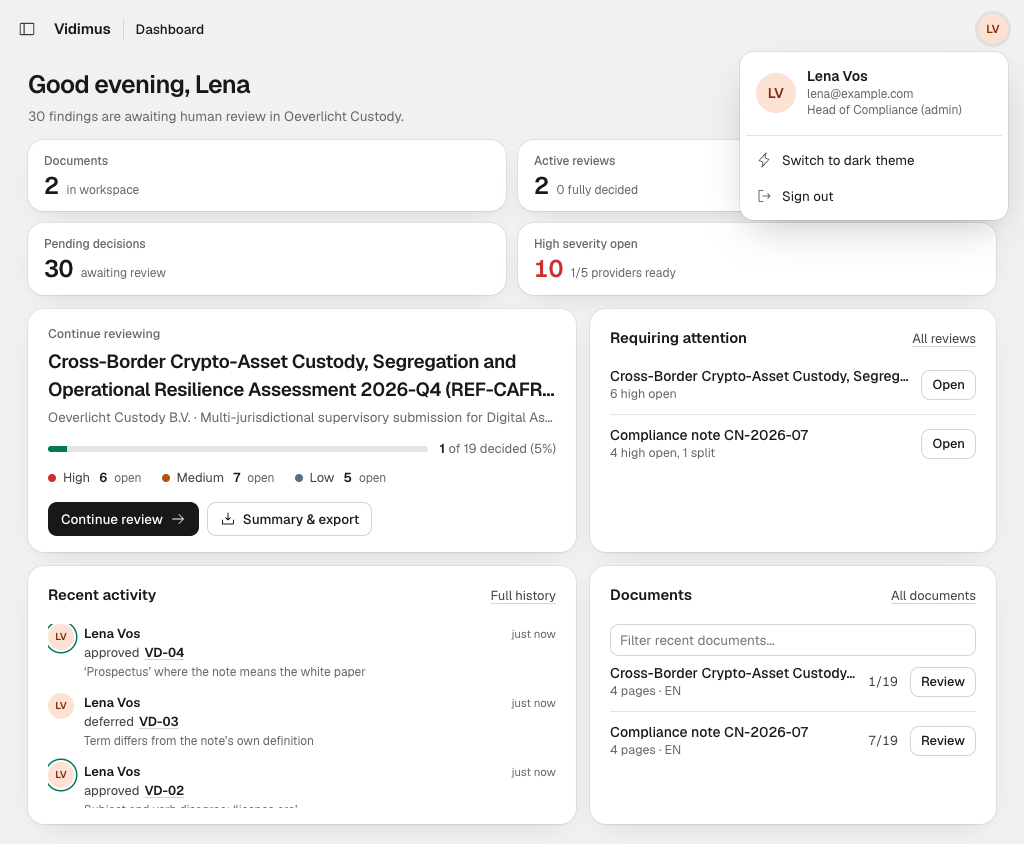 Vidimus
Dashboard
LV
Good evening, Lena
30 findings are awaiting human review in Oeverlicht Custody.
LV
Lena Vos
lena@example.com
Head of Compliance (admin)
Switch to dark theme
Sign out
Documents
2 in workspace
Active reviews
2 0 fully decided
Pending decisions
30 awaiting review
High severity open
10 1/5 providers ready
Continue reviewing
Cross-Border Crypto-Asset Custody, Segregation and
Operational Resilience Assessment 2026-Q4 (REF-CAFR...
Oeverlicht Custody B.V. · Multi-jurisdictional supervisory submission for Digital As...
1 of 19 decided (5%)
High 6 open Medium 7 open Low 5 open
Continue review
Summary & export
Requiring attention
All reviews
Cross-Border Crypto-Asset Custody, Segreg...
6 high open
Open
Compliance note CN-2026-07
4 high open, 1 split
Open
Recent activity
Full history
LV
Lena Vos
just now
approved VD-04
‘Prospectus’ where the note means the white paper
LV
Lena Vos
just now
deferred VD-03
Term differs from the note’s own definition
LV
Lena Vos
just now
approved VD-02
Documents
All documents
Filter recent documents...
Cross-Border Crypto-Asset Custody...
4 pages · EN
1/19
Review
Compliance note CN-2026-07
4 pages · EN
7/19
Review